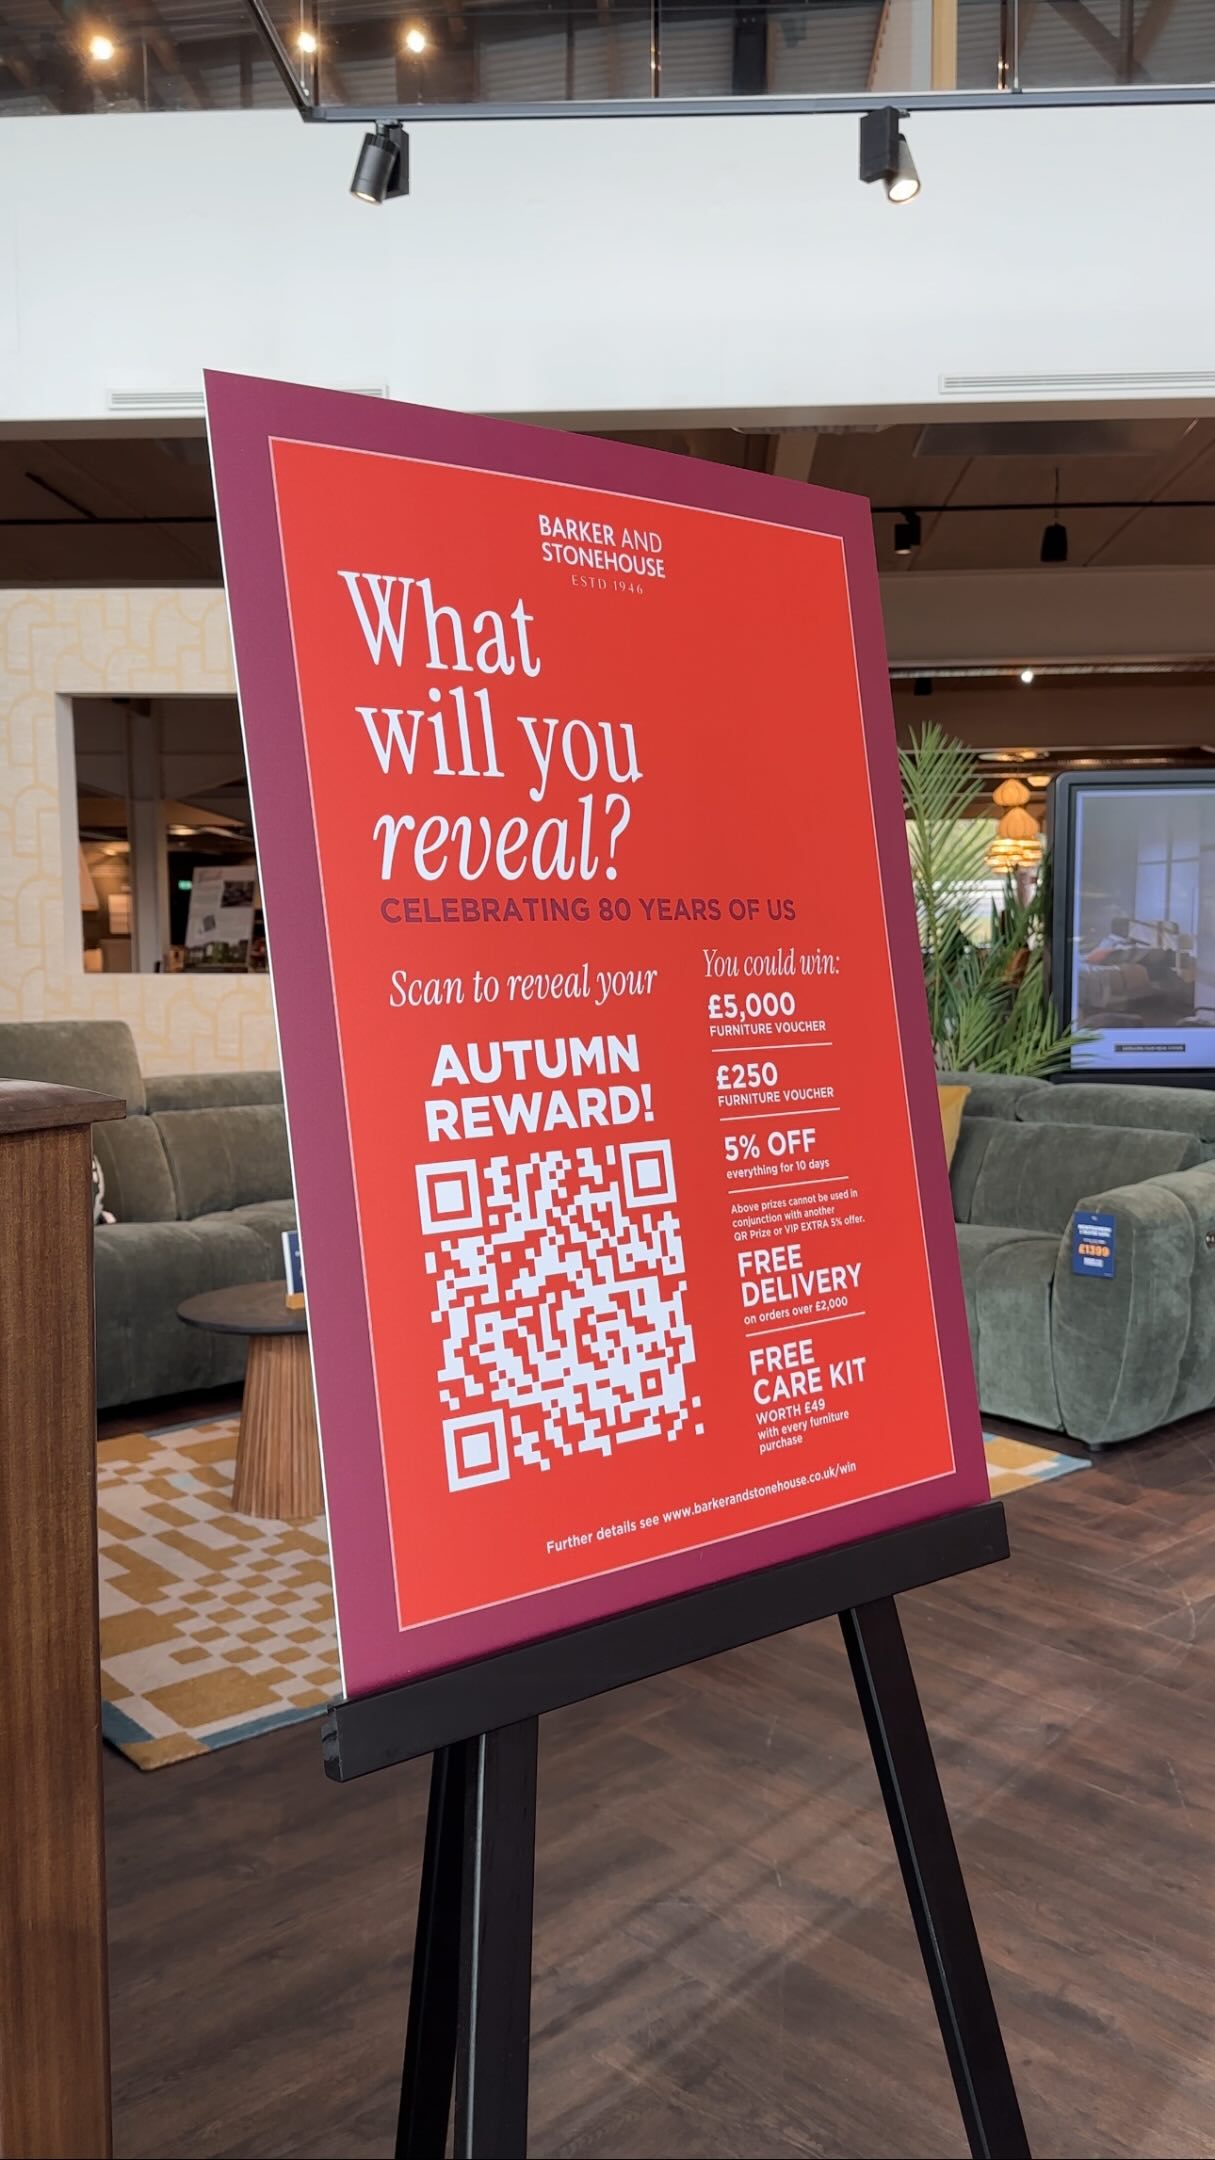 BARKER AND
STONEHOUSE
ESTD 1946
What
will you
reveal?
CELEBRATING 80 YEARS OF US
Scan to reveal your
AUTUMN
REWARD!
You could win:
£5,000
FURNITURE VOUCHER
£250
FURNITURE VOUCHER
5% OFF
everything for 10 days
Above prizes cannot be used in
conjunction with another
QR Prize or VIP EXTRA 5% offer.
FREE
DELIVERY
on orders over £2,000
FREE
CARE KIT
WORTH £49
with every furniture
purchase
Further details see www.barkerandstonehouse.co.uk/win
£1399